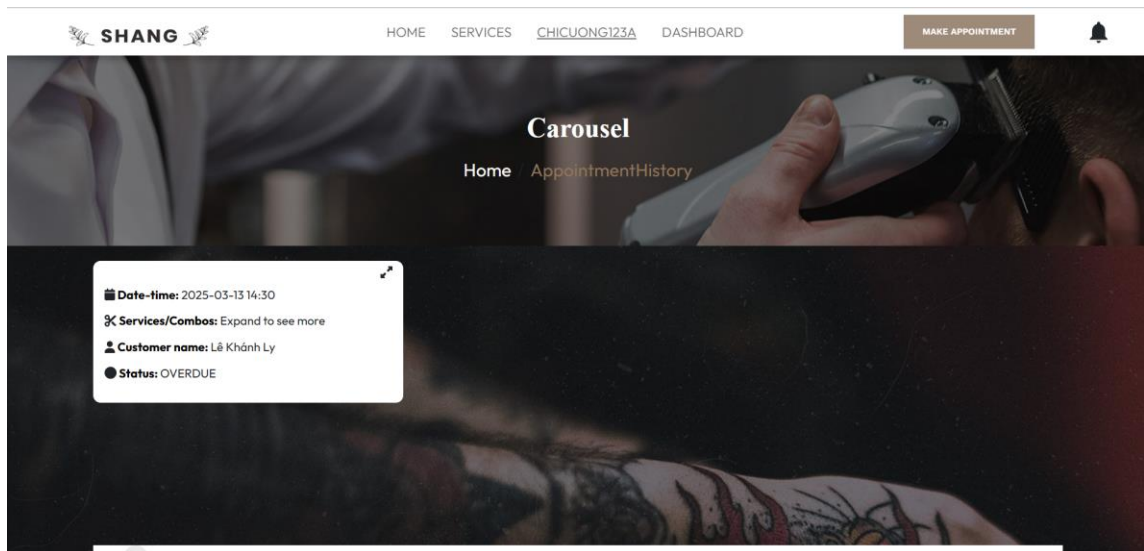 SHANG
HOME SERVICES CHICUONG123A DASHBOARD
MAKE APPOINTMENT
Carousel
Home / AppointmentHistory
Date-time: 2025-03-13 14:30
Services/Combos: Expand to see more
Customer name: Lê Khánh Ly
Status: OVERDUE